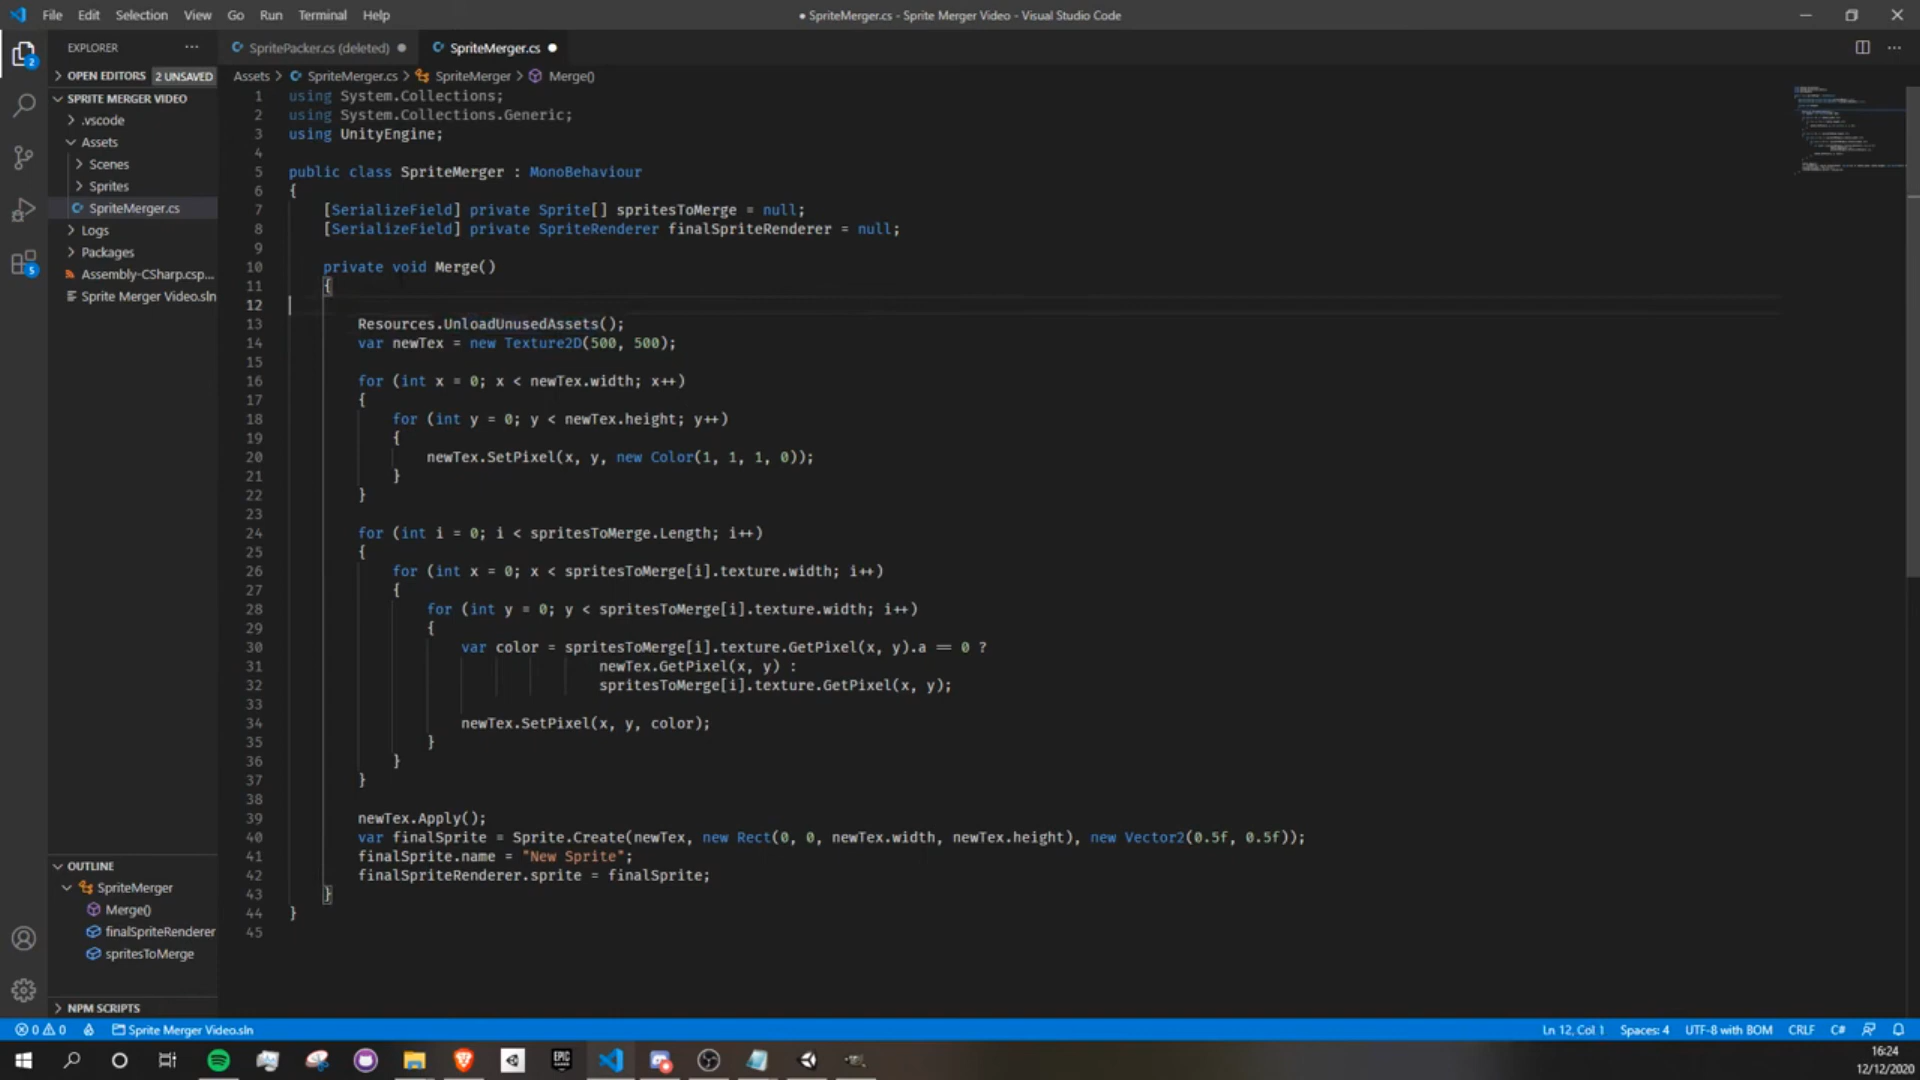 File Edit Selection View Go Run Terminal Help
● SpriteMerger.cs - Sprite Merger Video - Visual Studio Code
EXPLORER ···
SpritePacker.cs (deleted) ●
SpriteMerger.cs ●
OPEN EDITORS 2 UNSAVED
Assets > SpriteMerger.cs > SpriteMerger > Merge()
SPRITE MERGER VIDEO
.vscode
Assets
Scenes
Sprites
SpriteMerger.cs
Logs
Packages
Assembly-CSharp.csp...
Sprite Merger Video.sln
1 using System.Collections;
2 using System.Collections.Generic;
3 using UnityEngine;
4
5 public class SpriteMerger : MonoBehaviour
6 {
7 [SerializeField] private Sprite[] spritesToMerge = null;
8 [SerializeField] private SpriteRenderer finalSpriteRenderer = null;
9
10 private void Merge()
11 {
12
13 Resources.UnloadUnusedAssets();
14 var newTex = new Texture2D(500, 500);
15
16 for (int x = 0; x < newTex.width; x++)
17 {
18 for (int y = 0; y < newTex.height; y++)
19 {
20 newTex.SetPixel(x, y, new Color(1, 1, 1, 0));
21 }
22 }
23
24 for (int i = 0; i < spritesToMerge.Length; i++)
25 {
26 for (int x = 0; x < spritesToMerge[i].texture.width; i++)
27 {
28 for (int y = 0; y < spritesToMerge[i].texture.width; i++)
29 {
30 var color = spritesToMerge[i].texture.GetPixel(x, y).a == 0 ?
31 newTex.GetPixel(x, y) :
32 spritesToMerge[i].texture.GetPixel(x, y);
33
34 newTex.SetPixel(x, y, color);
35 }
36 }
37 }
38
39 newTex.Apply();
40 var finalSprite = Sprite.Create(newTex, new Rect(0, 0, newTex.width, newTex.height), new Vector2(0.5f, 0.5f));
41 finalSprite.name = "New Sprite";
42 finalSpriteRenderer.sprite = finalSprite;
43 }
44 }
45
OUTLINE
SpriteMerger
Merge()
finalSpriteRenderer
spritesToMerge
NPM SCRIPTS
2
5
0 0 Sprite Merger Video.sln
Ln 12, Col 1 Spaces: 4 UTF-8 with BOM CRLF C#
EPIC GAMES
16:24
12/12/2020